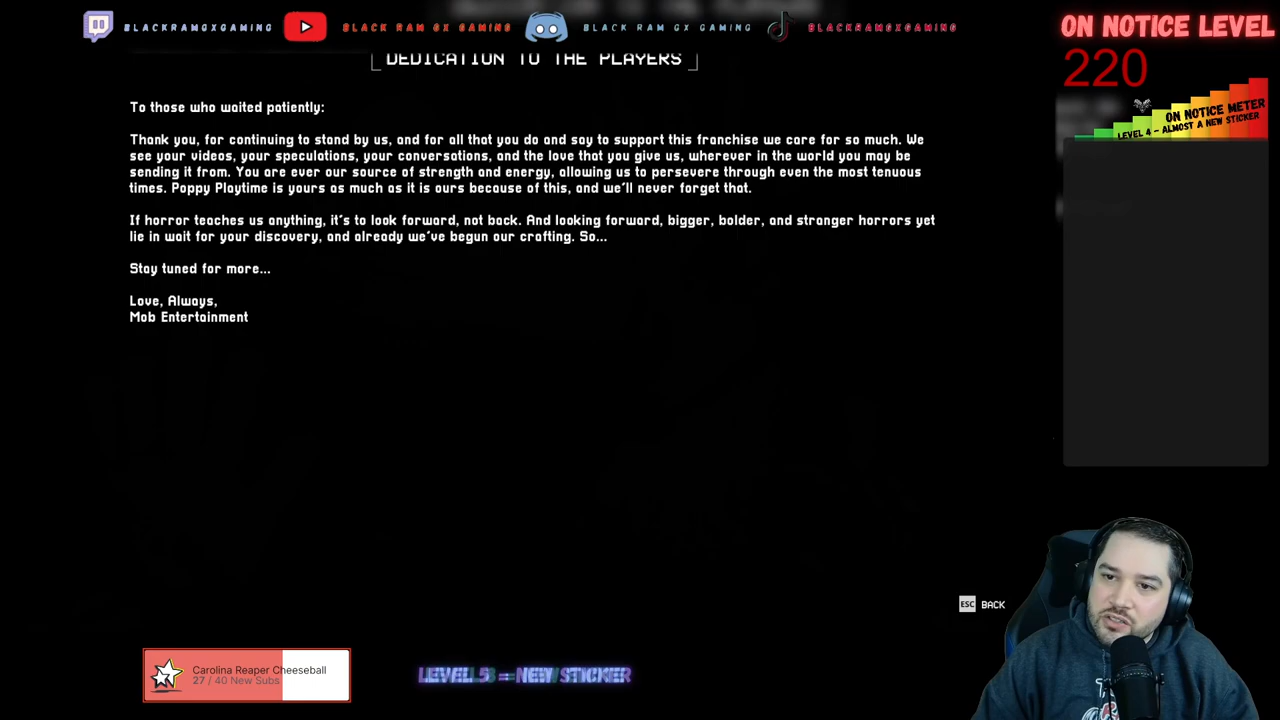 BLACKRAMGXGAMING
BLACK RAM GX GAMING
BLACK RAM GX GAMING
BLACKRAMGXGAMING
ON NOTICE LEVEL
220
ON NOTICE METER
LEVEL 4 - ALMOST A NEW STICKER
DEDICATION TO THE PLAYERS
To those who waited patiently:
Thank you, for continuing to stand by us, and for all that you do and say to support this franchise we care for so much. We
see your videos, your speculations, your conversations, and the love that you give us, wherever in the world you may be
sending it from. You are ever our source of strength and energy, allowing us to persevere through even the most tenuous
times. Poppy Playtime is yours as much as it is ours because of this, and we'll never forget that.
If horror teaches us anything, it's to look forward, not back. And looking forward, bigger, bolder, and stranger horrors yet
lie in wait for your discovery, and already we've begun our crafting. So...
Stay tuned for more...
Love, Always,
Mob Entertainment
ESC BACK
Carolina Reaper Cheeseball
27 / 40 New Subs
= NEW STICKER